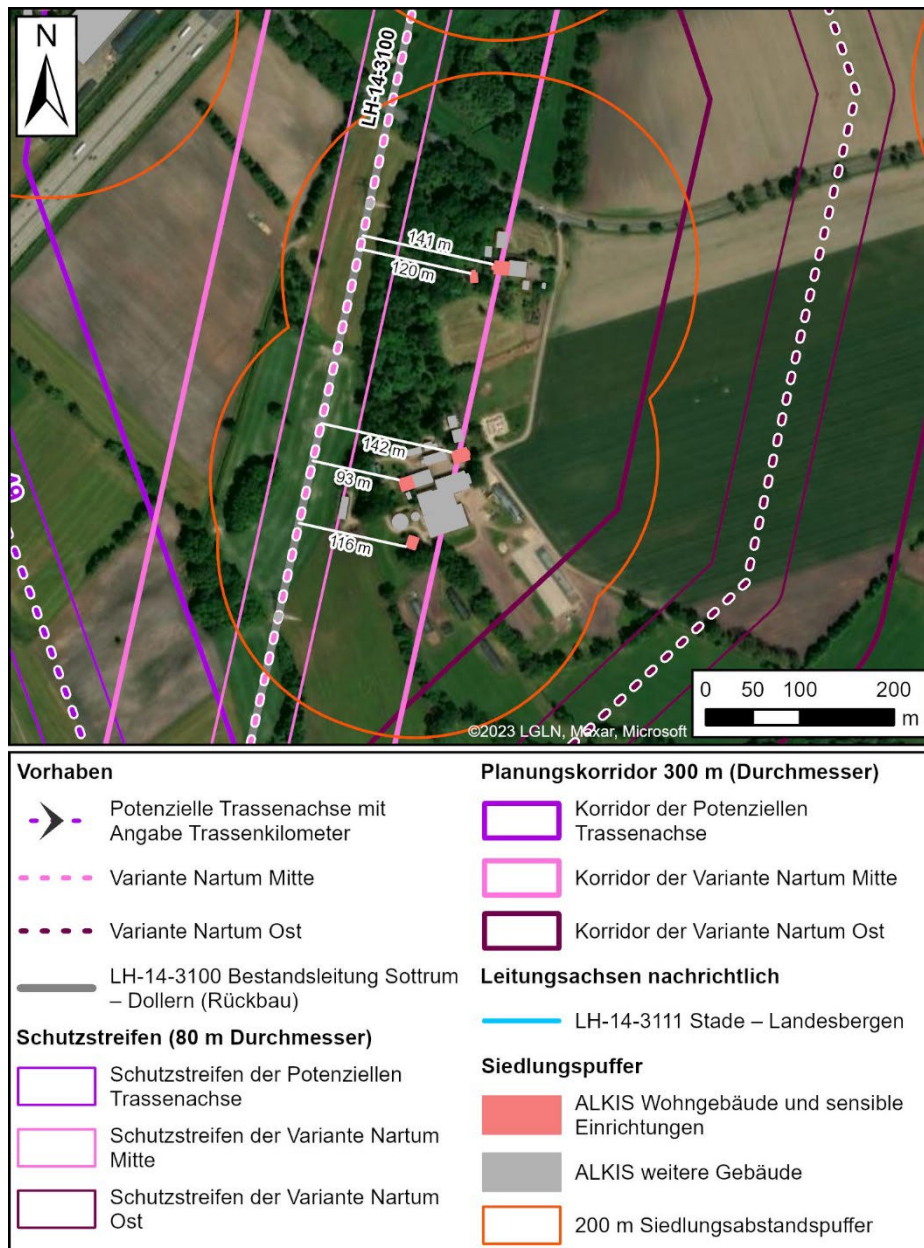 N
LH-14-3100
141 m
120 m
142 m
93 m
116 m
0 50 100 200
m
©2023 LGLN, Maxar, Microsoft
Vorhaben
Potenzielle Trassenachse mit
Angabe Trassenkilometer
Variante Nartum Mitte
Variante Nartum Ost
LH-14-3100 Bestandsleitung Sottrum
– Dollern (Rückbau)
Schutzstreifen (80 m Durchmesser)
Schutzstreifen der Potenziellen
Trassenachse
Schutzstreifen der Variante Nartum
Mitte
Schutzstreifen der Variante Nartum
Ost
Planungskorridor 300 m (Durchmesser)
Korridor der Potenziellen
Trassenachse
Korridor der Variante Nartum Mitte
Korridor der Variante Nartum Ost
Leitungsachsen nachrichtlich
LH-14-3111 Stade – Landesbergen
Siedlungspuffer
ALKIS Wohngebäude und sensible
Einrichtungen
ALKIS weitere Gebäude
200 m Siedlungsabstandspuffer